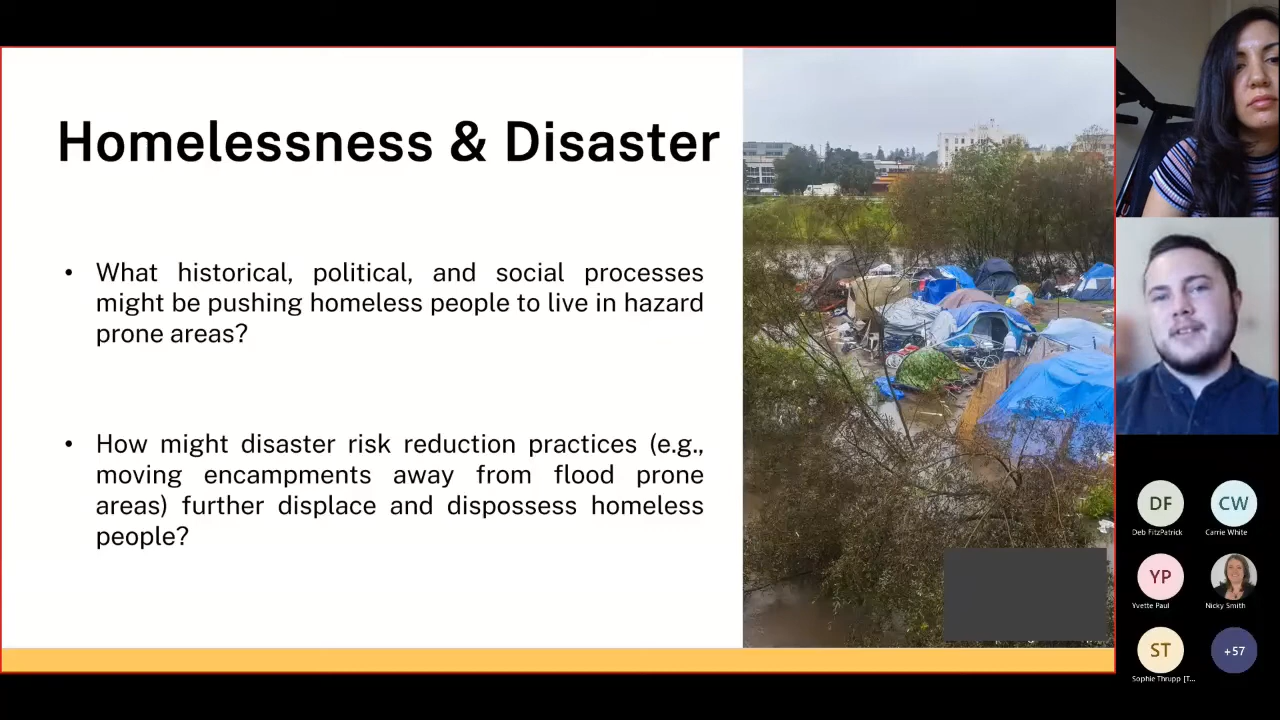 Homelessness & Disaster
• What historical, political, and social processes
might be pushing homeless people to live in hazard
prone areas?
• How might disaster risk reduction practices (e.g.,
moving encampments away from flood prone
areas) further displace and dispossess homeless
people?
DF
CW
Deb FitzPatrick
Carrie White
YP
Yvette Paul
Nicky Smith
ST
+57
Sophie Thrupp [T...